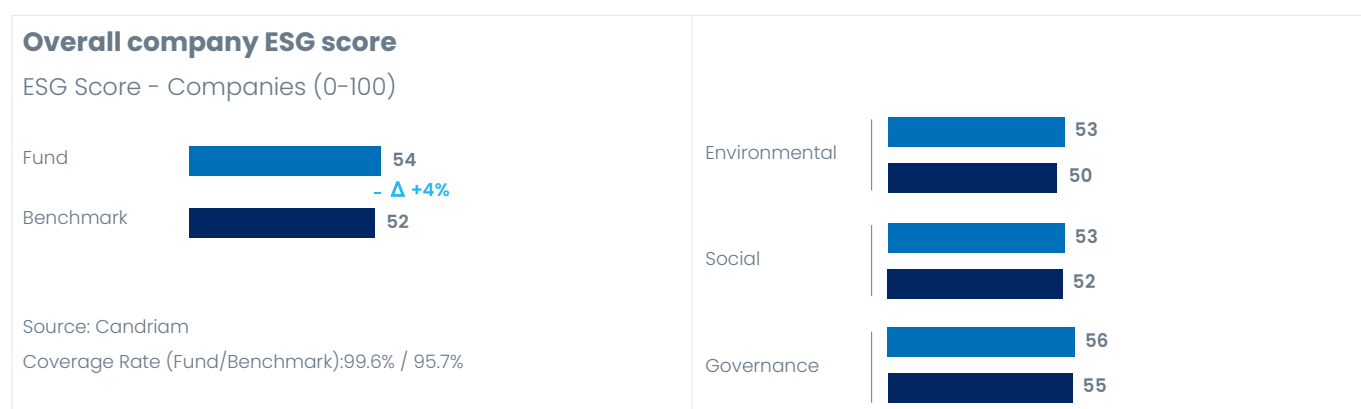 Overall company ESG score
ESG Score - Companies (0-100)
Fund
54
Δ +4%
Benchmark
52
Source: Candriam
Coverage Rate (Fund/Benchmark):99.6% / 95.7%
Environmental
53
50
Social
53
52
Governance
56
55